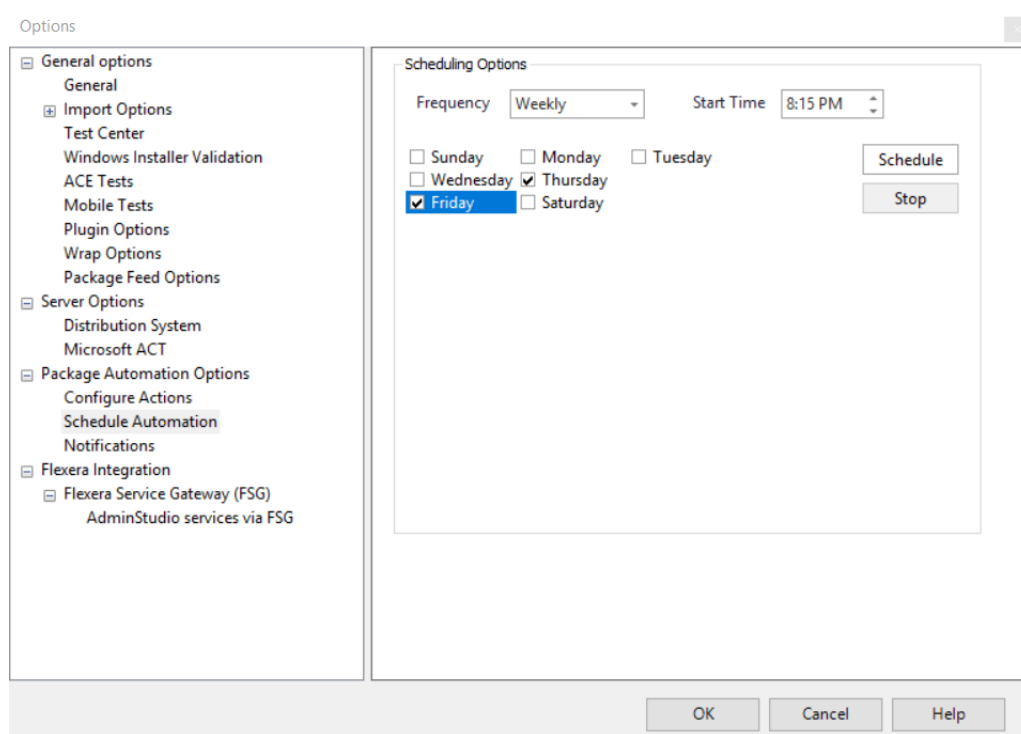 Options
General options
General
Import Options
Test Center
Windows Installer Validation
ACE Tests
Mobile Tests
Plugin Options
Wrap Options
Package Feed Options
Server Options
Distribution System
Microsoft ACT
Package Automation Options
Configure Actions
Schedule Automation
Notifications
Flexera Integration
Flexera Service Gateway (FSG)
AdminStudio services via FSG
Scheduling Options
Frequency Weekly Start Time 8:15 PM
Sunday Monday Tuesday
Wednesday Thursday
Friday Saturday
Schedule
Stop
OK Cancel Help